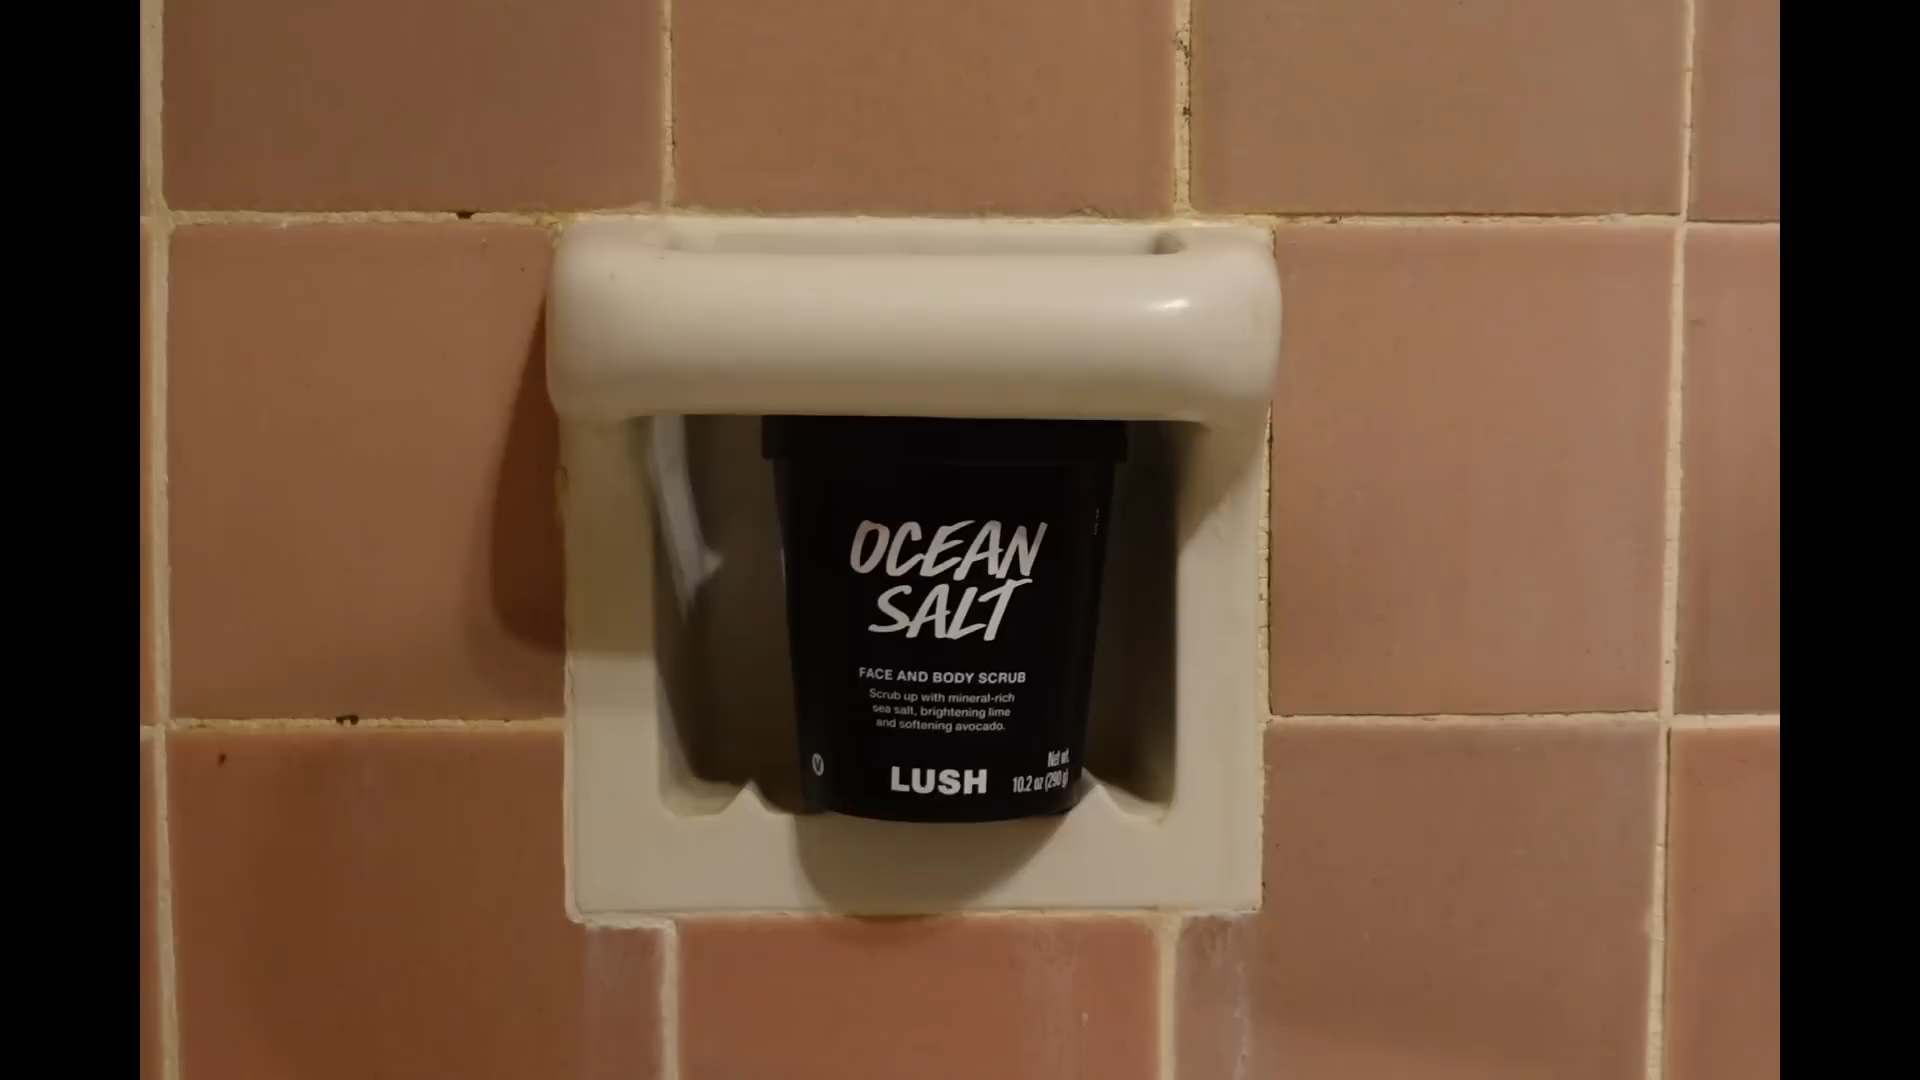 OCEAN
SALT
FACE AND BODY SCRUB
Scrub up with mineral-rich
sea salt, brightening lime
and softening avocado.
V
LUSH
Net wt.
10.2 oz (290 g)